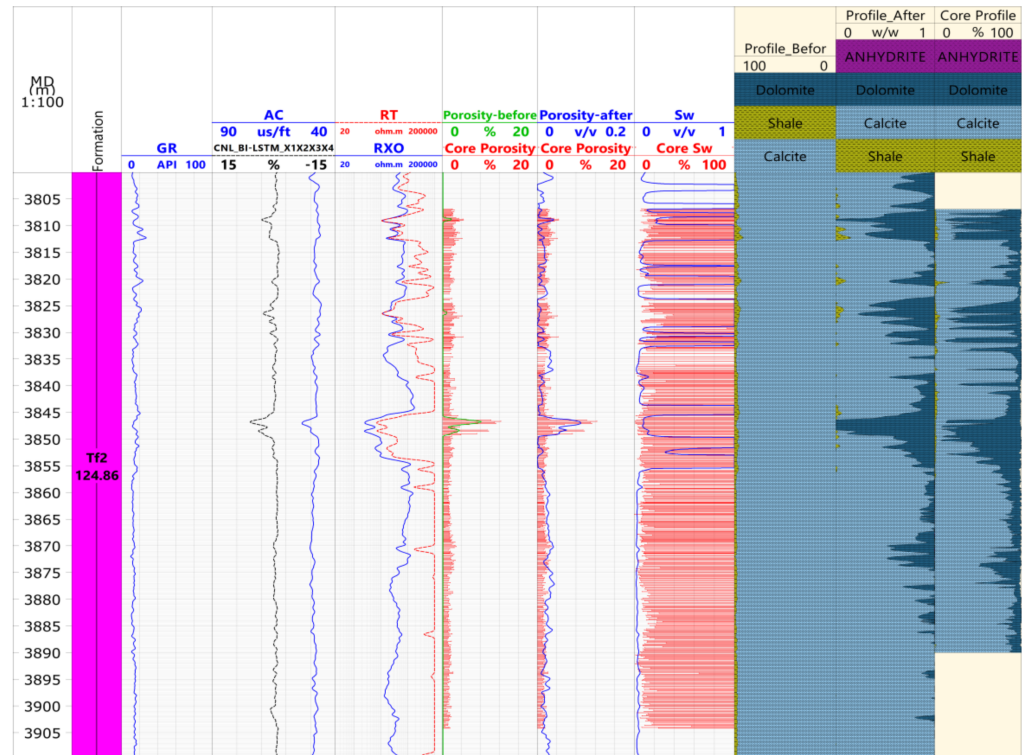 Profile_After Core Profile
0 w/w 1 0 % 100
Profile_Befor
100 0
ANHYDRITE ANHYDRITE
MD
(m)
1:100
Dolomite Dolomite Dolomite
Formation
AC RT Porosity-before Porosity-after Sw
Shale Calcite Calcite
90 us/ft 40 20 ohm.m 200000 0 % 20 0 v/v 0.2 0 v/v 1
GR CNL_BI-LSTM_X1X2X3X4 RXO Core Porosity Core Porosity Core Sw
Calcite Shale Shale
0 API 100 15 % -15 20 ohm.m 200000 0 % 20 0 % 20 0 % 100
3805
3810
3815
3820
3825
3830
3835
3840
3845
3850
Tf2
3855
124.86
3860
3865
3870
3875
3880
3885
3890
3895
3900
3905